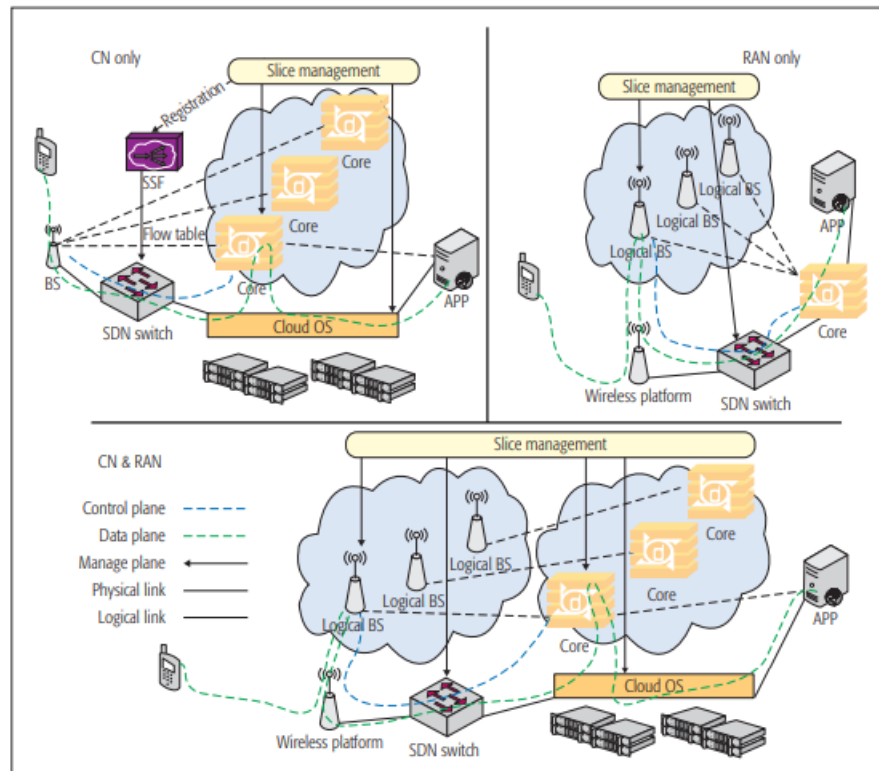 CN only
Slice management
Registration
SSF
Core
Core
Flow table
Core
BS
SDN switch
Cloud OS
APP
RAN only
Slice management
Logical BS
Logical BS
Logical BS
APP
Core
Wireless platform
SDN switch
CN & RAN
Slice management
Control plane
Data plane
Manage plane
Physical link
Logical link
Logical BS
Logical BS
Logical BS
Core
Core
Core
APP
Cloud OS
Wireless platform
SDN switch